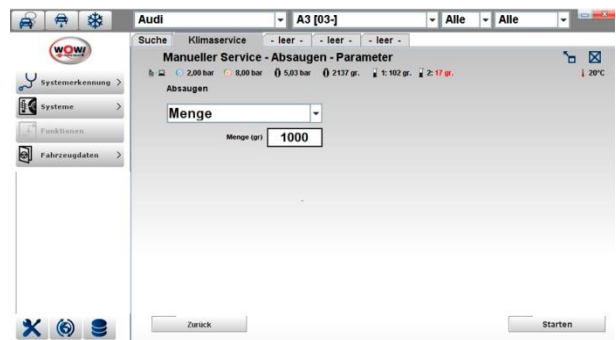 Audi A3 [03-] Alle Alle
Suche Klimaservice - leer - - leer - - leer -
WOW!
Manueller Service - Absaugen - Parameter
2,00 bar 8,00 bar 5,03 bar 2137 gr. 1: 102 gr. 2: 17 gr. 20°C
Systemerkennung >
Absaugen
Systeme >
Menge
Funktionen
Menge (gr) 1000
Fahrzeugdaten >
Zurück Starten